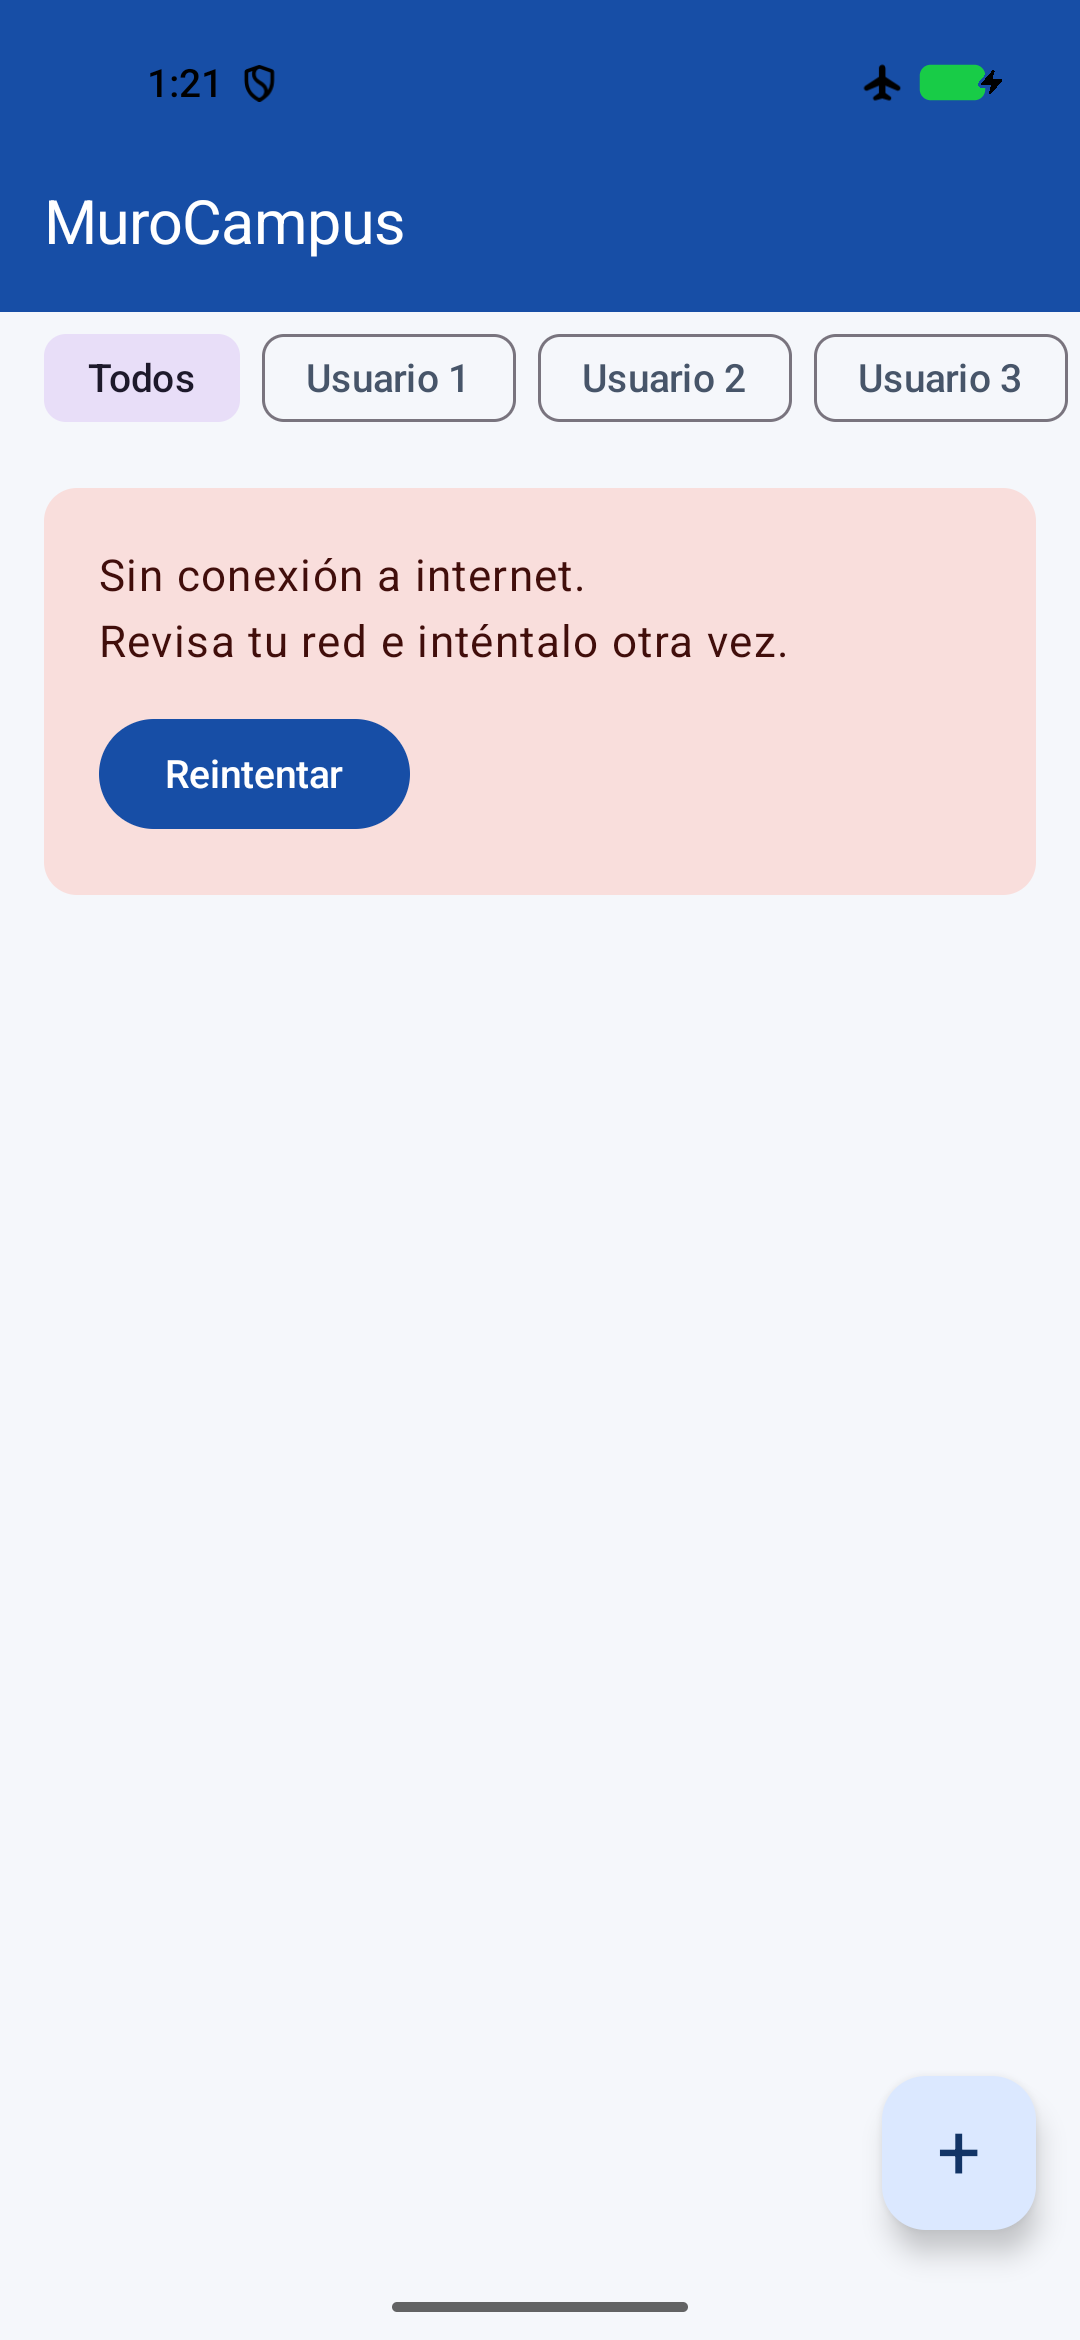 1:21
MuroCampus
Todos
Usuario 1
Usuario 2
Usuario 3
Sin conexión a internet.
Revisa tu red e inténtalo otra vez.
Reintentar
+